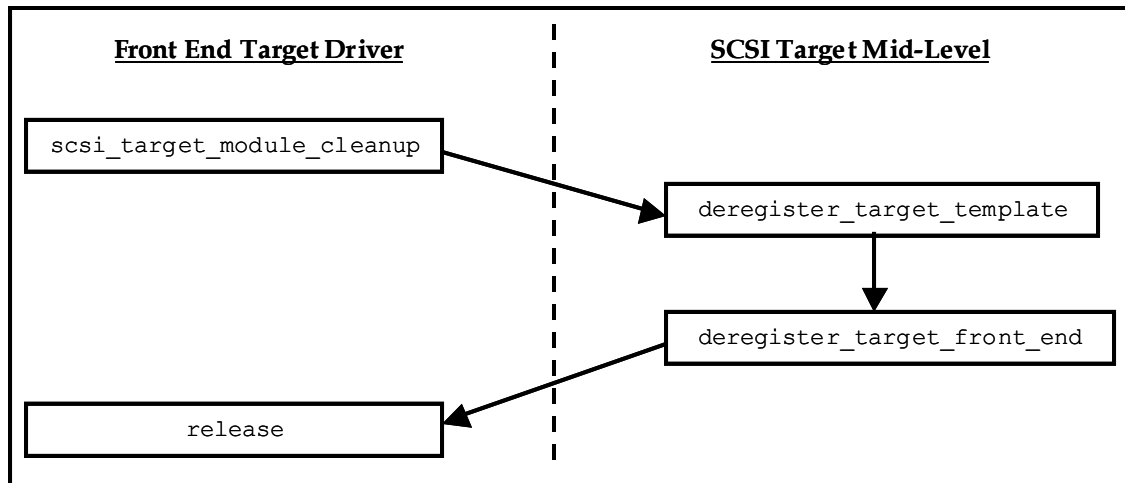 Front End Target Driver
SCSI Target Mid-Level
scsi_target_module_cleanup
deregister_target_template
deregister_target_front_end
release